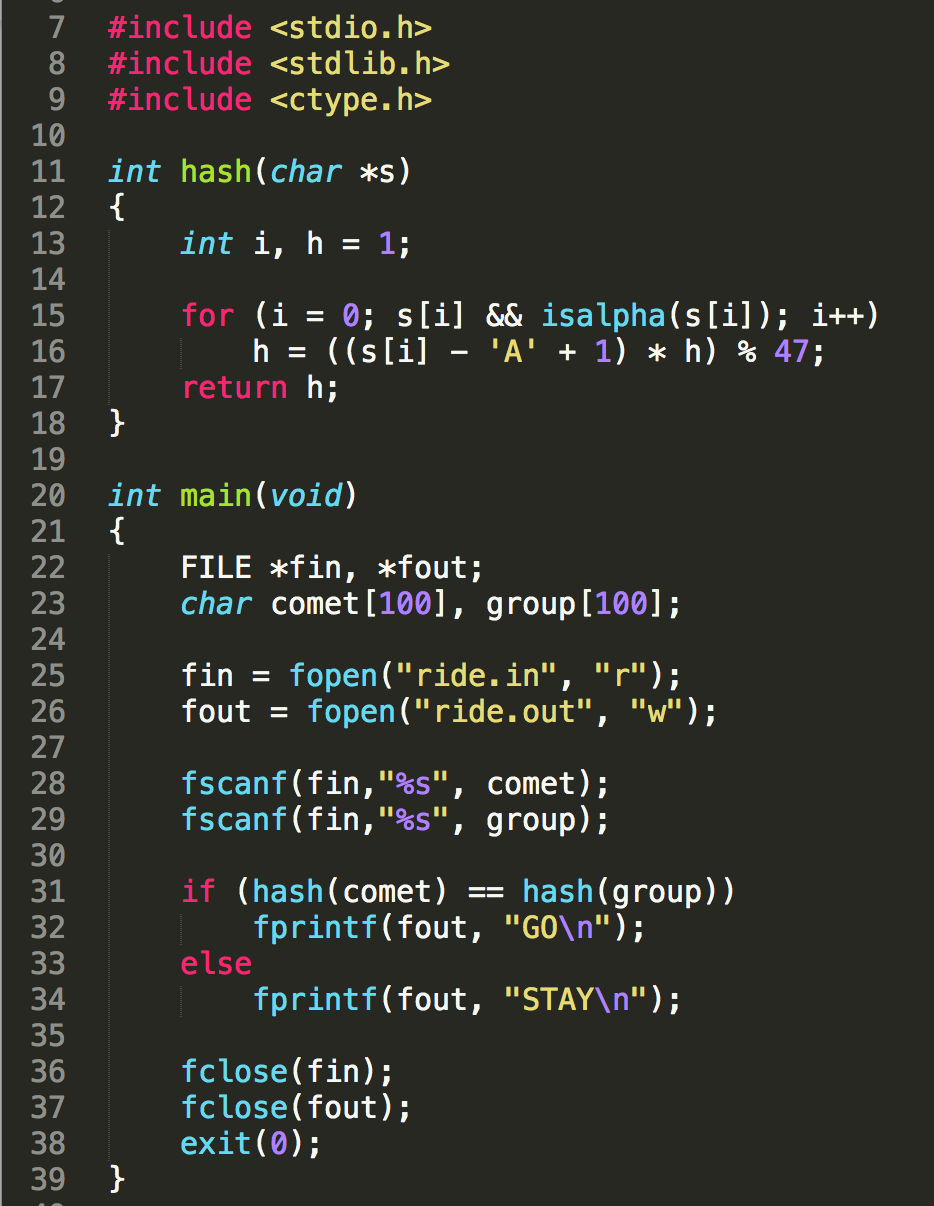 7 #include <stdio.h>
8 #include <stdlib.h>
9 #include <ctype.h>
10
11 int hash(char *s)
12 {
13     int i, h = 1;
14
15     for (i = 0; s[i] && isalpha(s[i]); i++)
16         h = ((s[i] - 'A' + 1) * h) % 47;
17     return h;
18 }
19
20 int main(void)
21 {
22     FILE *fin, *fout;
23     char comet[100], group[100];
24
25     fin = fopen("ride.in", "r");
26     fout = fopen("ride.out", "w");
27
28     fscanf(fin,"%s", comet);
29     fscanf(fin,"%s", group);
30
31     if (hash(comet) == hash(group))
32         fprintf(fout, "GO\n");
33     else
34         fprintf(fout, "STAY\n");
35
36     fclose(fin);
37     fclose(fout);
38     exit(0);
39 }